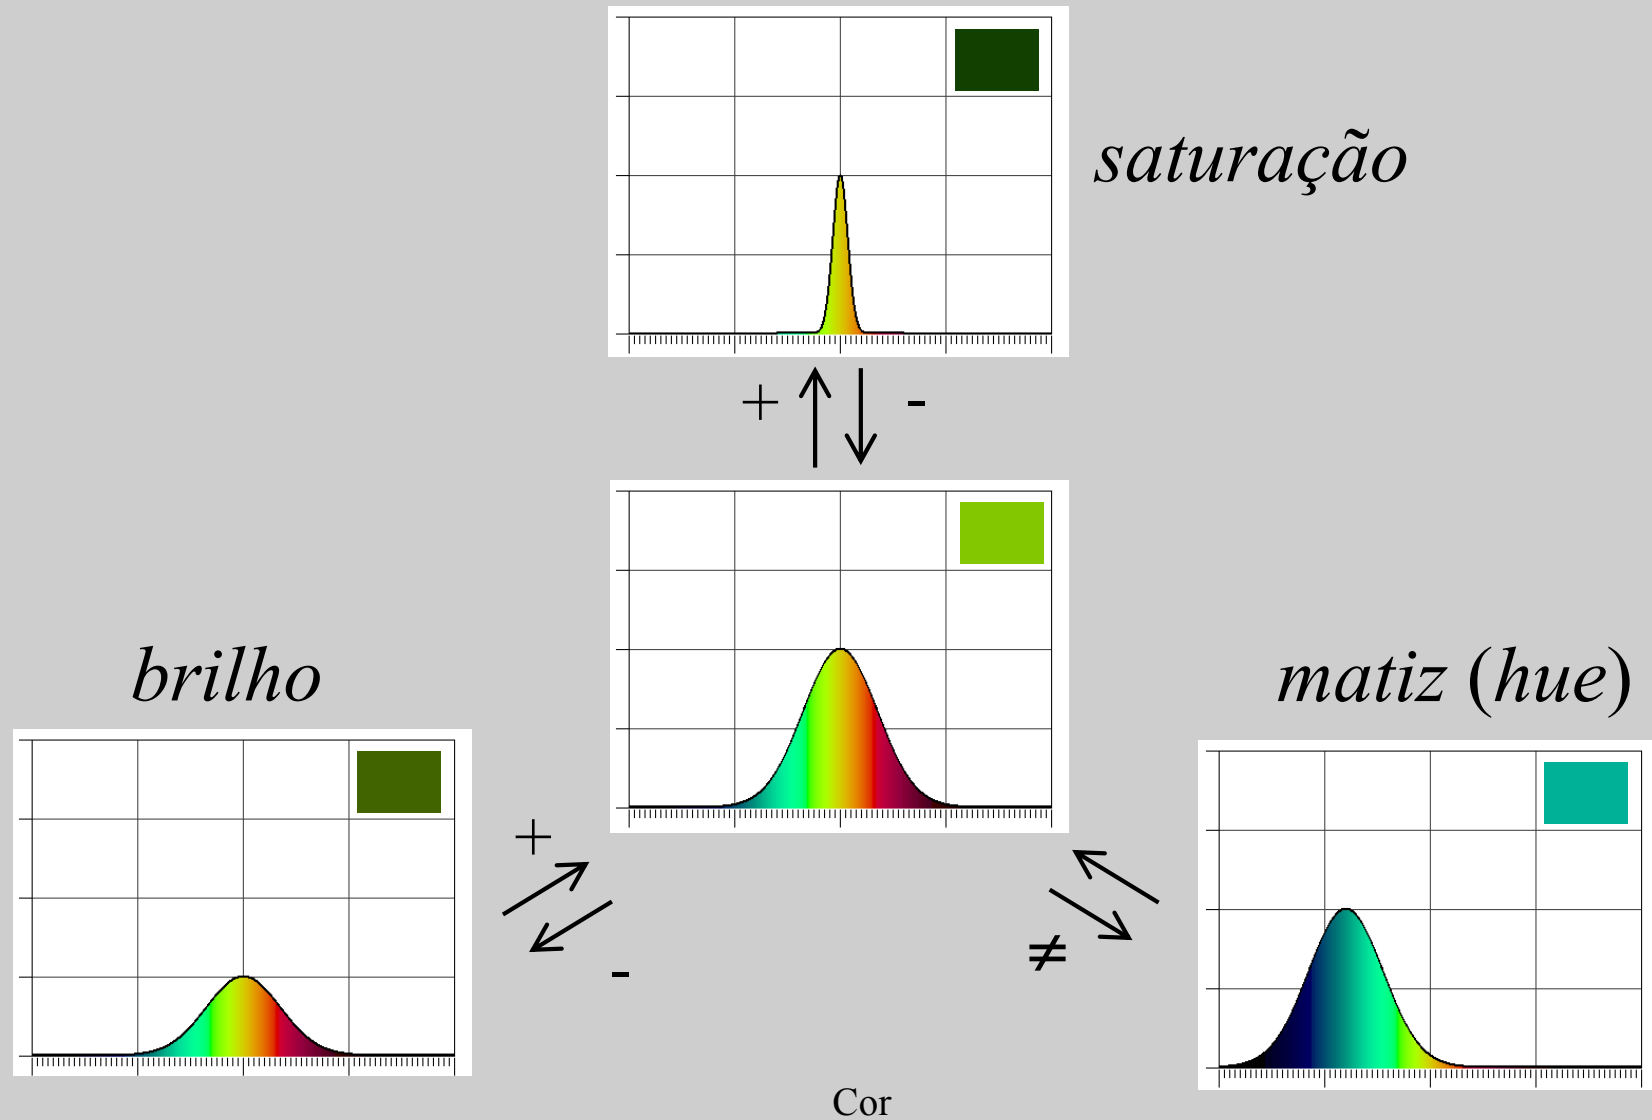 saturação
+ -
brilho
matiz (hue)
+
-
≠
Cor